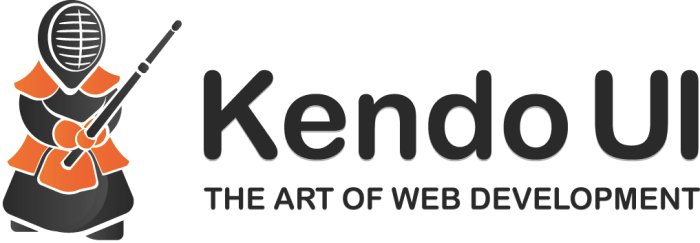 Kendo UI
THE ART OF WEB DEVELOPMENT